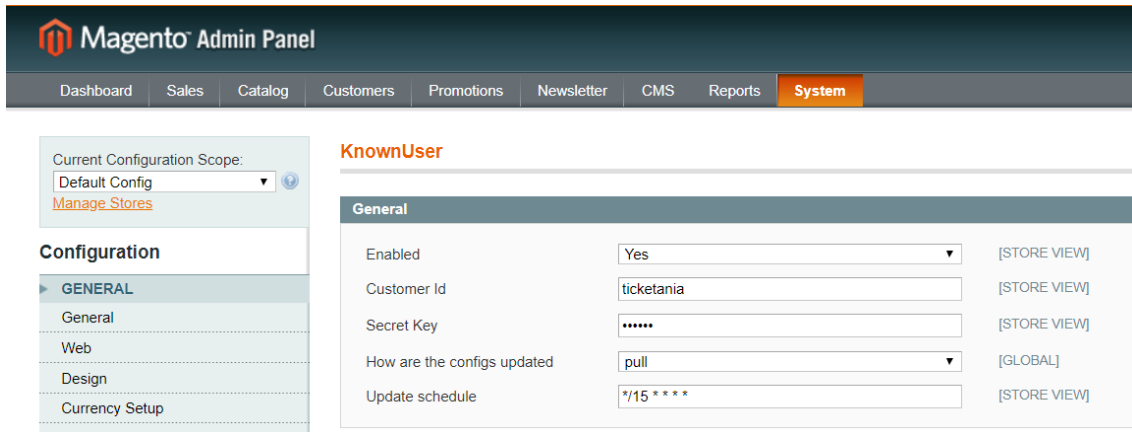 Magento Admin Panel
Dashboard Sales Catalog Customers Promotions Newsletter CMS Reports System
Current Configuration Scope:
Default Config
Manage Stores
Configuration
GENERAL
General
Web
Design
Currency Setup
KnownUser
General
Enabled Yes [STORE VIEW]
Customer Id ticketania [STORE VIEW]
Secret Key •••••• [STORE VIEW]
How are the configs updated pull [GLOBAL]
Update schedule */15 * * * * [STORE VIEW]